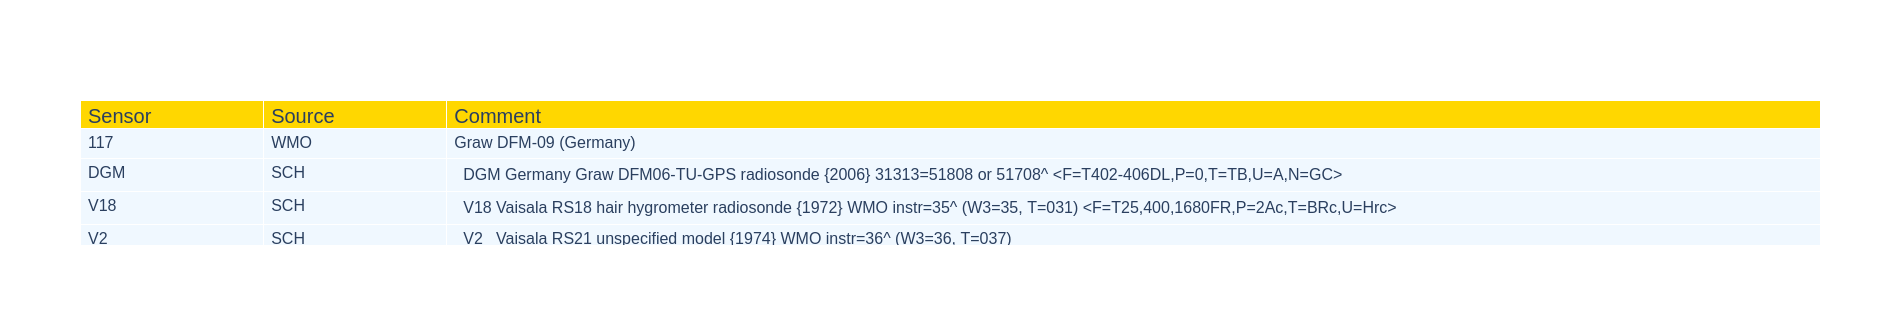 Sensor Source Comment
117 WMO Graw DFM-09 (Germany)
DGM SCH DGM Germany Graw DFM06-TU-GPS radiosonde {2006} 31313=51808 or 51708^ <F=T402-406DL,P=0,T=TB,U=A,N=GC>
V18 SCH V18 Vaisala RS18 hair hygrometer radiosonde {1972} WMO instr=35^ (W3=35, T=031) <F=T25,400,1680FR,P=2Ac,T=BRc,U=Hrc>
V2 SCH V2 Vaisala RS21 unspecified model {1974} WMO instr=36^ (W3=36, T=037)